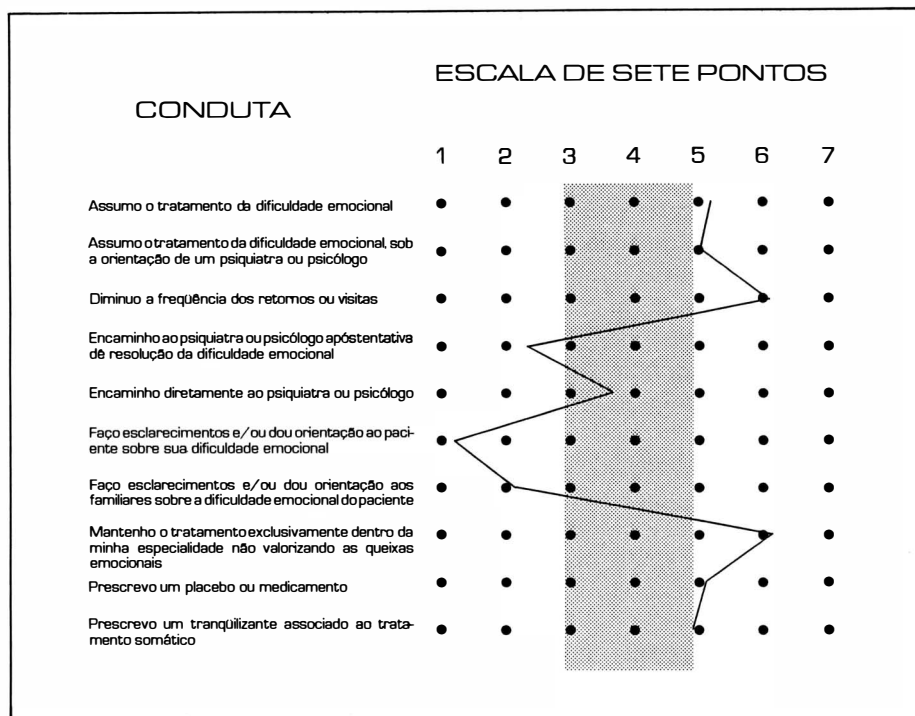 ESCALA DE SETE PONTOS
CONDUTA
1 2 3 4 5 6 7
Assumo o tratamento da dificuldade emocional
Assumo o tratamento da dificuldade emocional, sob
a orientação de um psiquiatra ou psicólogo
Diminuo a freqüência dos retornos ou visitas
Encaminho ao psiquiatra ou psicólogo apóstentativa
de resolução da dificuldade emocional
Encaminho diretamente ao psiquiatra ou psicólogo
Faço esclarecimentos e/ou dou orientação ao paci-
ente sobre sua dificuldade emocional
Faço esclarecimentos e/ou dou orientação aos
familiares sobre a dificuldade emocional do paciente
Mantenho o tratamento exclusivamente dentro da
minha especialidade não valorizando as queixas
emocionais
Prescrevo um placebo ou medicamento
Prescrevo um tranqüilizante associado ao trata-
mento somático